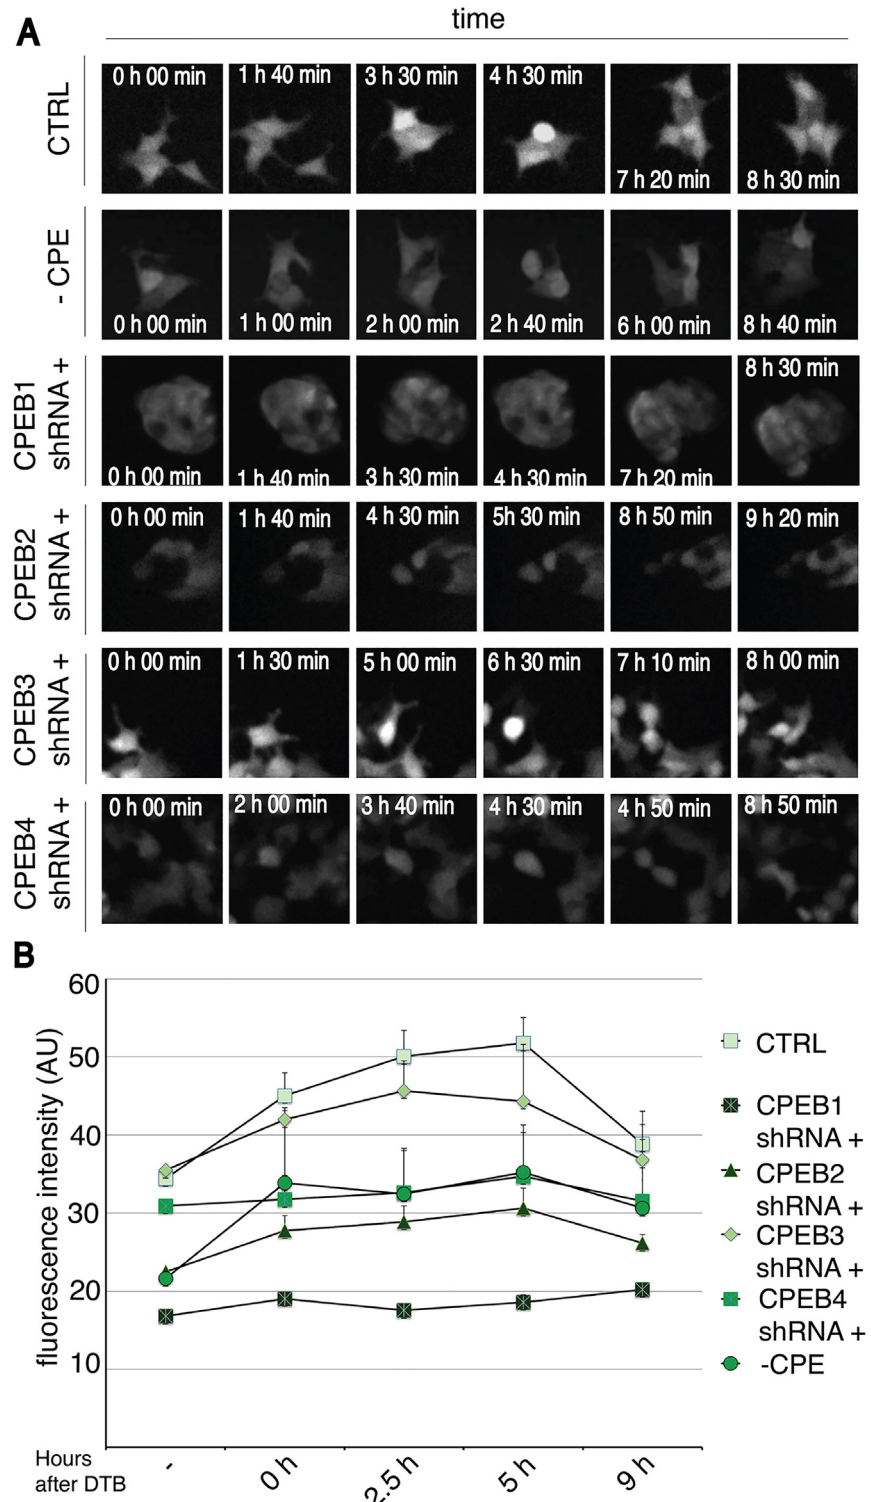 A
time
CTRL
0 h 00 min
1 h 40 min
3 h 30 min
4 h 30 min
7 h 20 min
8 h 30 min
- CPE
0 h 00 min
1 h 00 min
2 h 00 min
2 h 40 min
6 h 00 min
8 h 40 min
CPEB1
shRNA +
0 h 00 min
1 h 40 min
3 h 30 min
4 h 30 min
7 h 20 min
8 h 30 min
CPEB2
shRNA +
0 h 00 min
1 h 40 min
4 h 30 min
5h 30 min
8 h 50 min
9 h 20 min
CPEB3
shRNA +
0 h 00 min
1 h 30 min
5 h 00 min
6 h 30 min
7 h 10 min
8 h 00 min
CPEB4
shRNA +
0 h 00 min
2 h 00 min
3 h 40 min
4 h 30 min
4 h 50 min
8 h 50 min
B
fluorescence intensity (AU)
60
50
40
30
20
10
CTRL
CPEB1
shRNA +
CPEB2
shRNA +
CPEB3
shRNA +
CPEB4
shRNA +
-CPE
Hours
after DTB
-
0 h
2.5 h
5 h
9 h